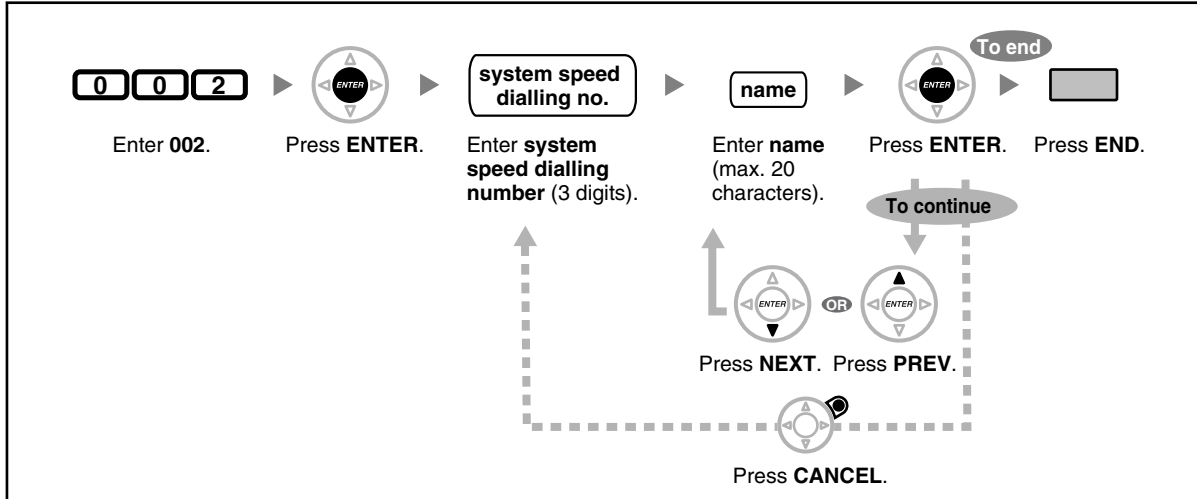 To end
0 0 2
ENTER
system speed
dialling no.
name
ENTER
Enter 002.
Press ENTER.
Enter system
speed dialling
number (3 digits).
Enter name
(max. 20
characters).
Press ENTER.
Press END.
To continue
ENTER
OR
ENTER
Press NEXT.
Press PREV.
Press CANCEL.